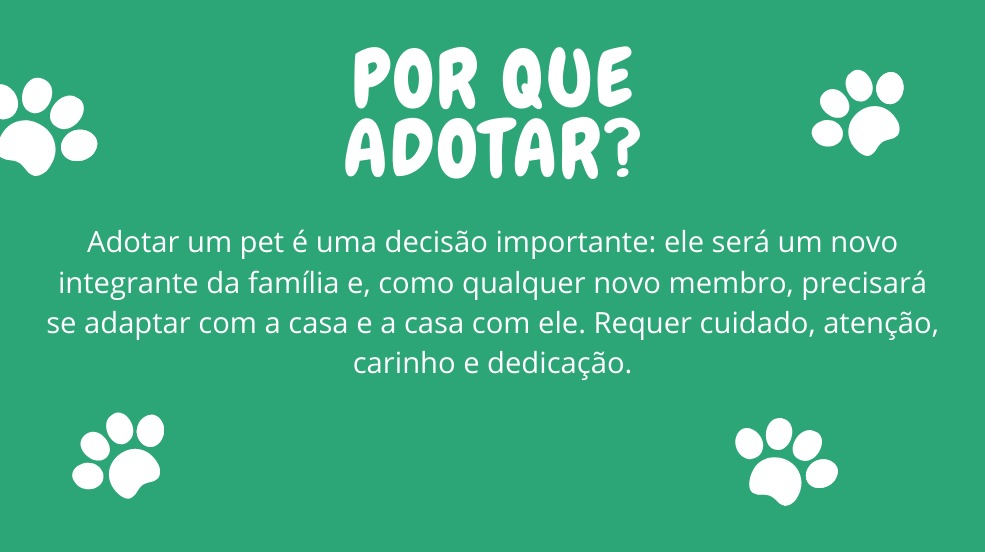 POR QUE
ADOTAR?
Adotar um pet é uma decisão importante: ele será um novo
integrante da família e, como qualquer novo membro, precisará
se adaptar com a casa e a casa com ele. Requer cuidado, atenção,
carinho e dedicação.